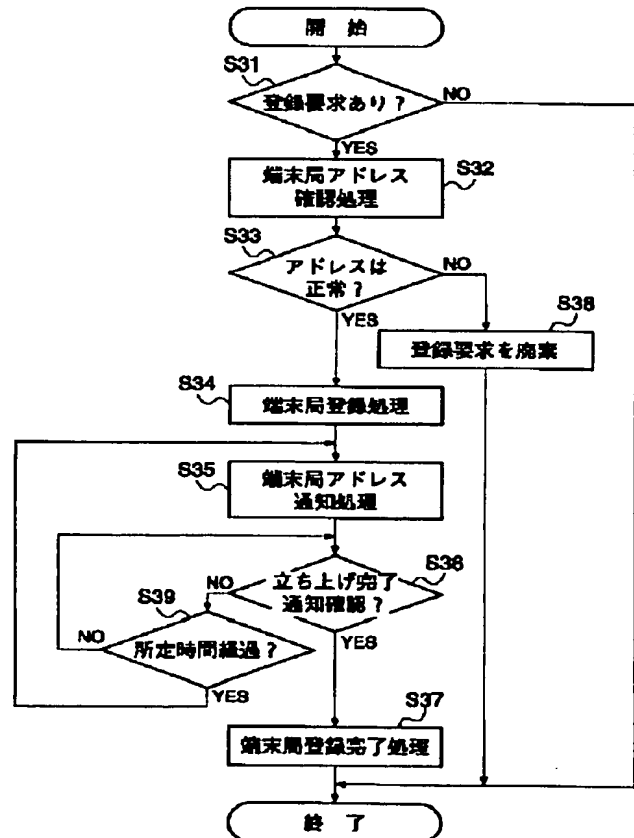 開 始
S31
登録要求あり？
NO
YES
端末局アドレス
確認処理
S32
S33
アドレスは
正常？
NO
YES
S38
登録要求を廃棄
S34
端末局登録処理
S35
端末局アドレス
通知処理
S36
立ち上げ完了
通知確認？
NO
YES
S39
所定時間経過？
NO
YES
S37
端末局登録完了処理
終 了